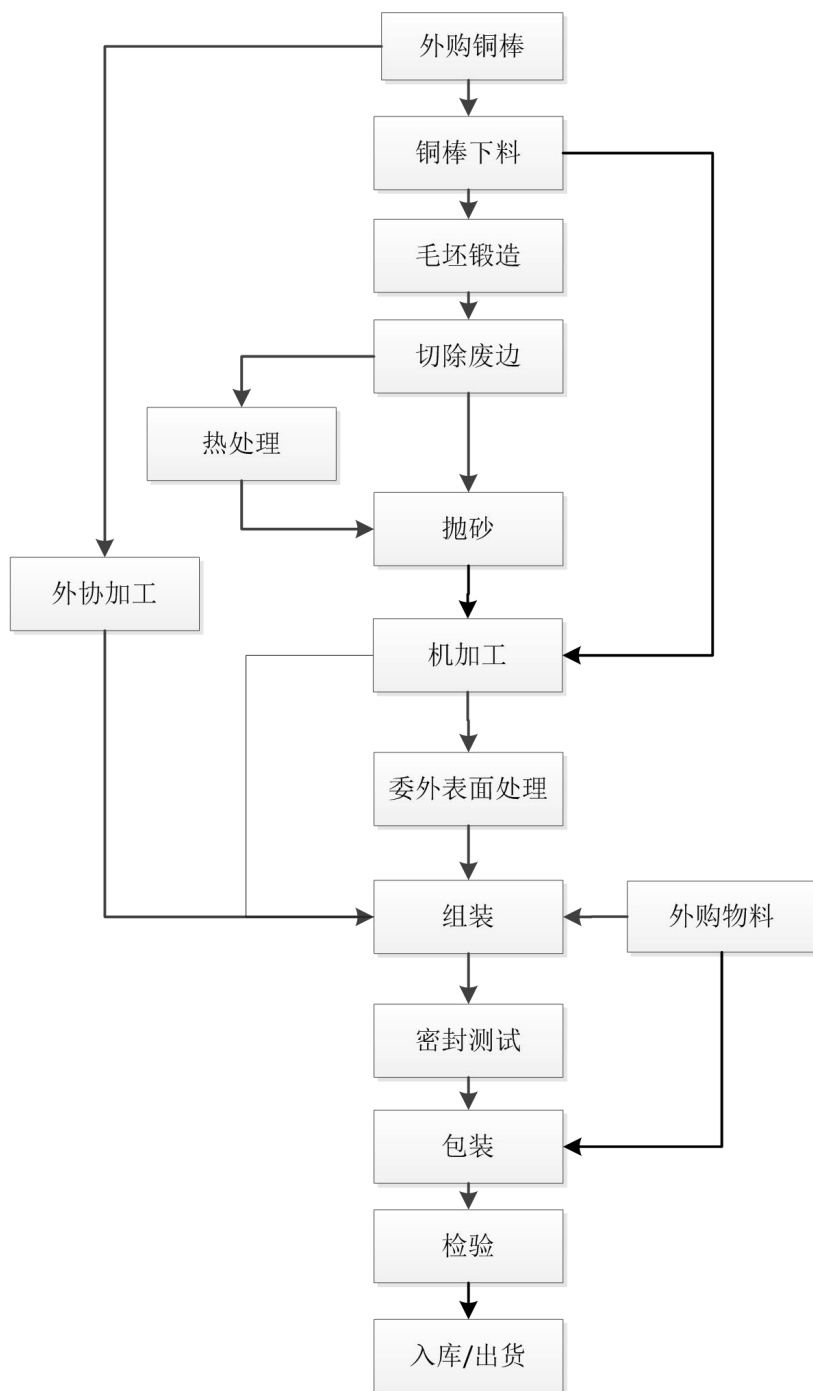 外购铜棒
铜棒下料
毛坯锻造
切除废边
热处理
抛砂
外协加工
机加工
委外表面处理
组装
外购物料
密封测试
包装
检验
入库/出货